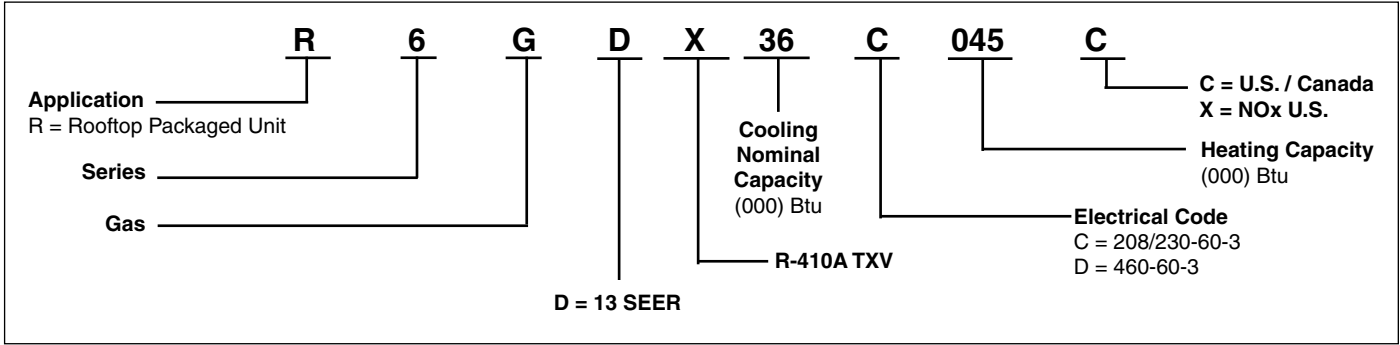 R 6 G D X 36 C 045 C
Application
R = Rooftop Packaged Unit
Series
Gas
D = 13 SEER
R-410A TXV
Cooling
Nominal
Capacity
(000) Btu
Electrical Code
C = 208/230-60-3
D = 460-60-3
Heating Capacity
(000) Btu
C = U.S. / Canada
X = NOx U.S.